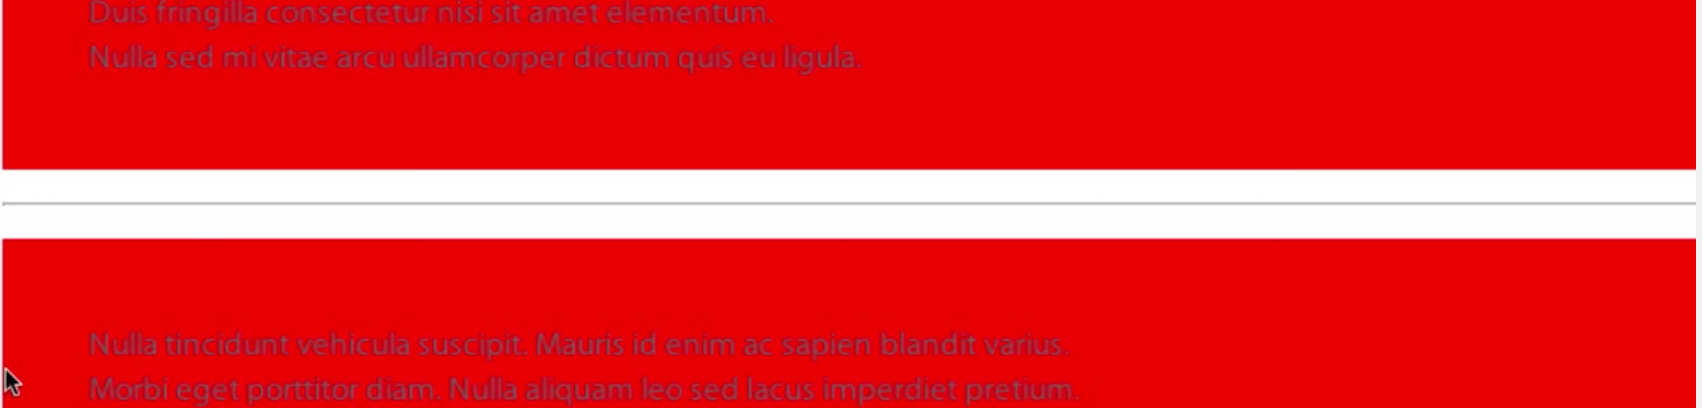 Duis fringilla consectetur nisi sit amet elementum.
Nulla sed mi vitae arcu ullamcorper dictum quis eu ligula.
Nulla tincidunt vehicula suscipit. Mauris id enim ac sapien blandit varius.
Morbi eget porttitor diam. Nulla aliquam leo sed lacus imperdiet pretium.